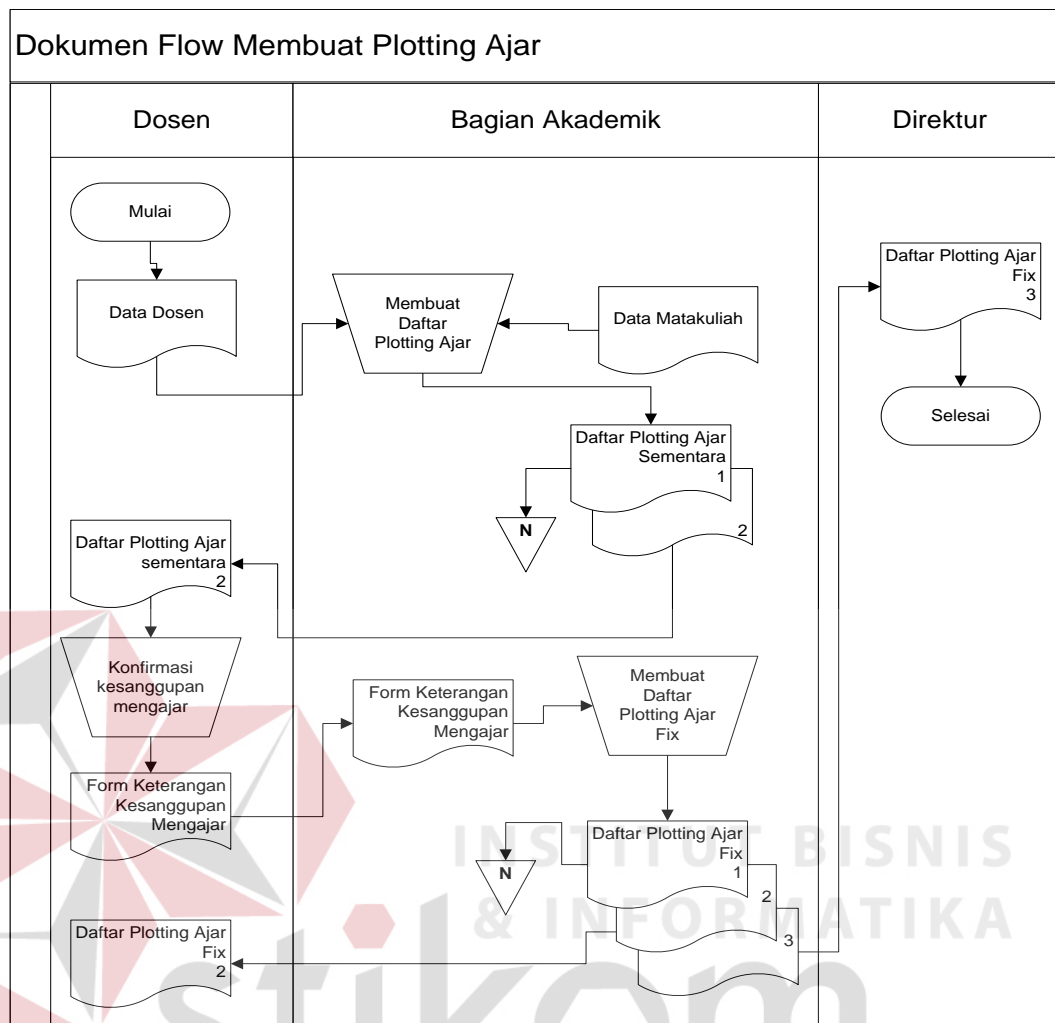 Dokumen Flow Membuat Plotting Ajar
Dosen
Bagian Akademik
Direktur
Mulai
Data Dosen
Membuat
Daftar
Plotting Ajar
Data Matakuliah
Daftar Plotting Ajar
Fix
3
Selesai
Daftar Plotting Ajar
Sementara
1
2
N
Daftar Plotting Ajar
sementara
2
Konfirmasi
kesanggupan
mengajar
Form Keterangan
Kesanggupan
Mengajar
Form Keterangan
Kesanggupan
Mengajar
Membuat
Daftar
Plotting Ajar
Fix
Daftar Plotting Ajar
Fix
1
2
3
N
Daftar Plotting Ajar
Fix
2
INSTITUT BISNIS
& INFORMATIKA
stikom